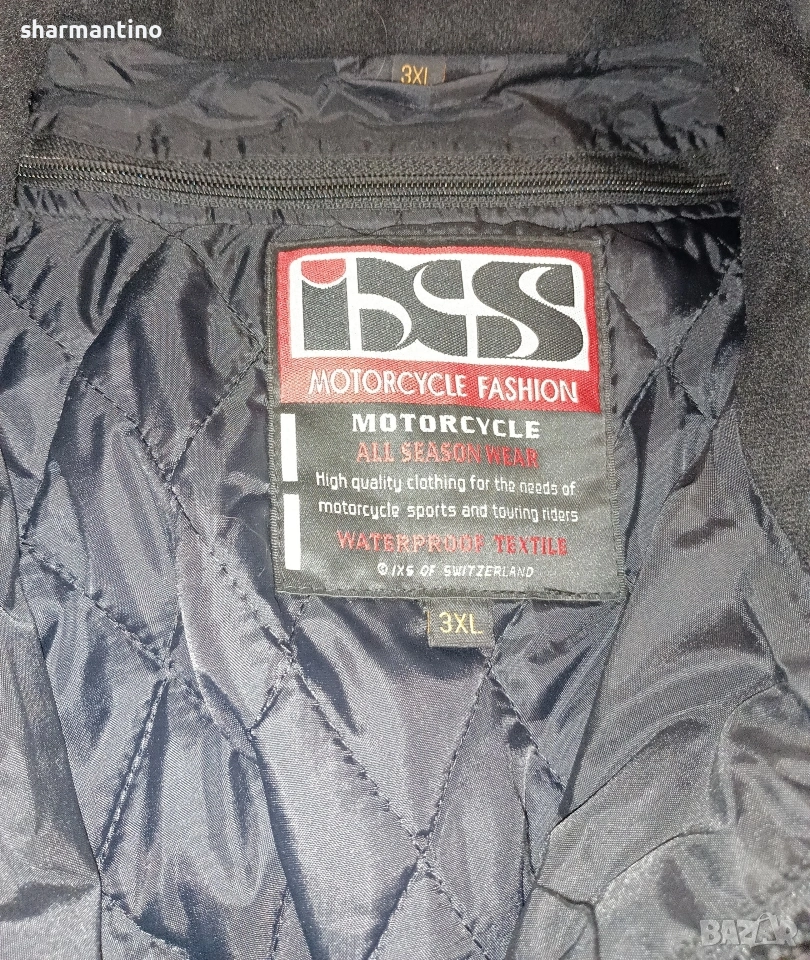 sharmantino
3XL
iXS
MOTORCYCLE FASHION
MOTORCYCLE
ALL SEASON WEAR
High quality clothing for the needs of
motorcycle sports and touring riders
WATERPROOF TEXTILE
© IXS OF SWITZERLAND
3XL
BAZAR